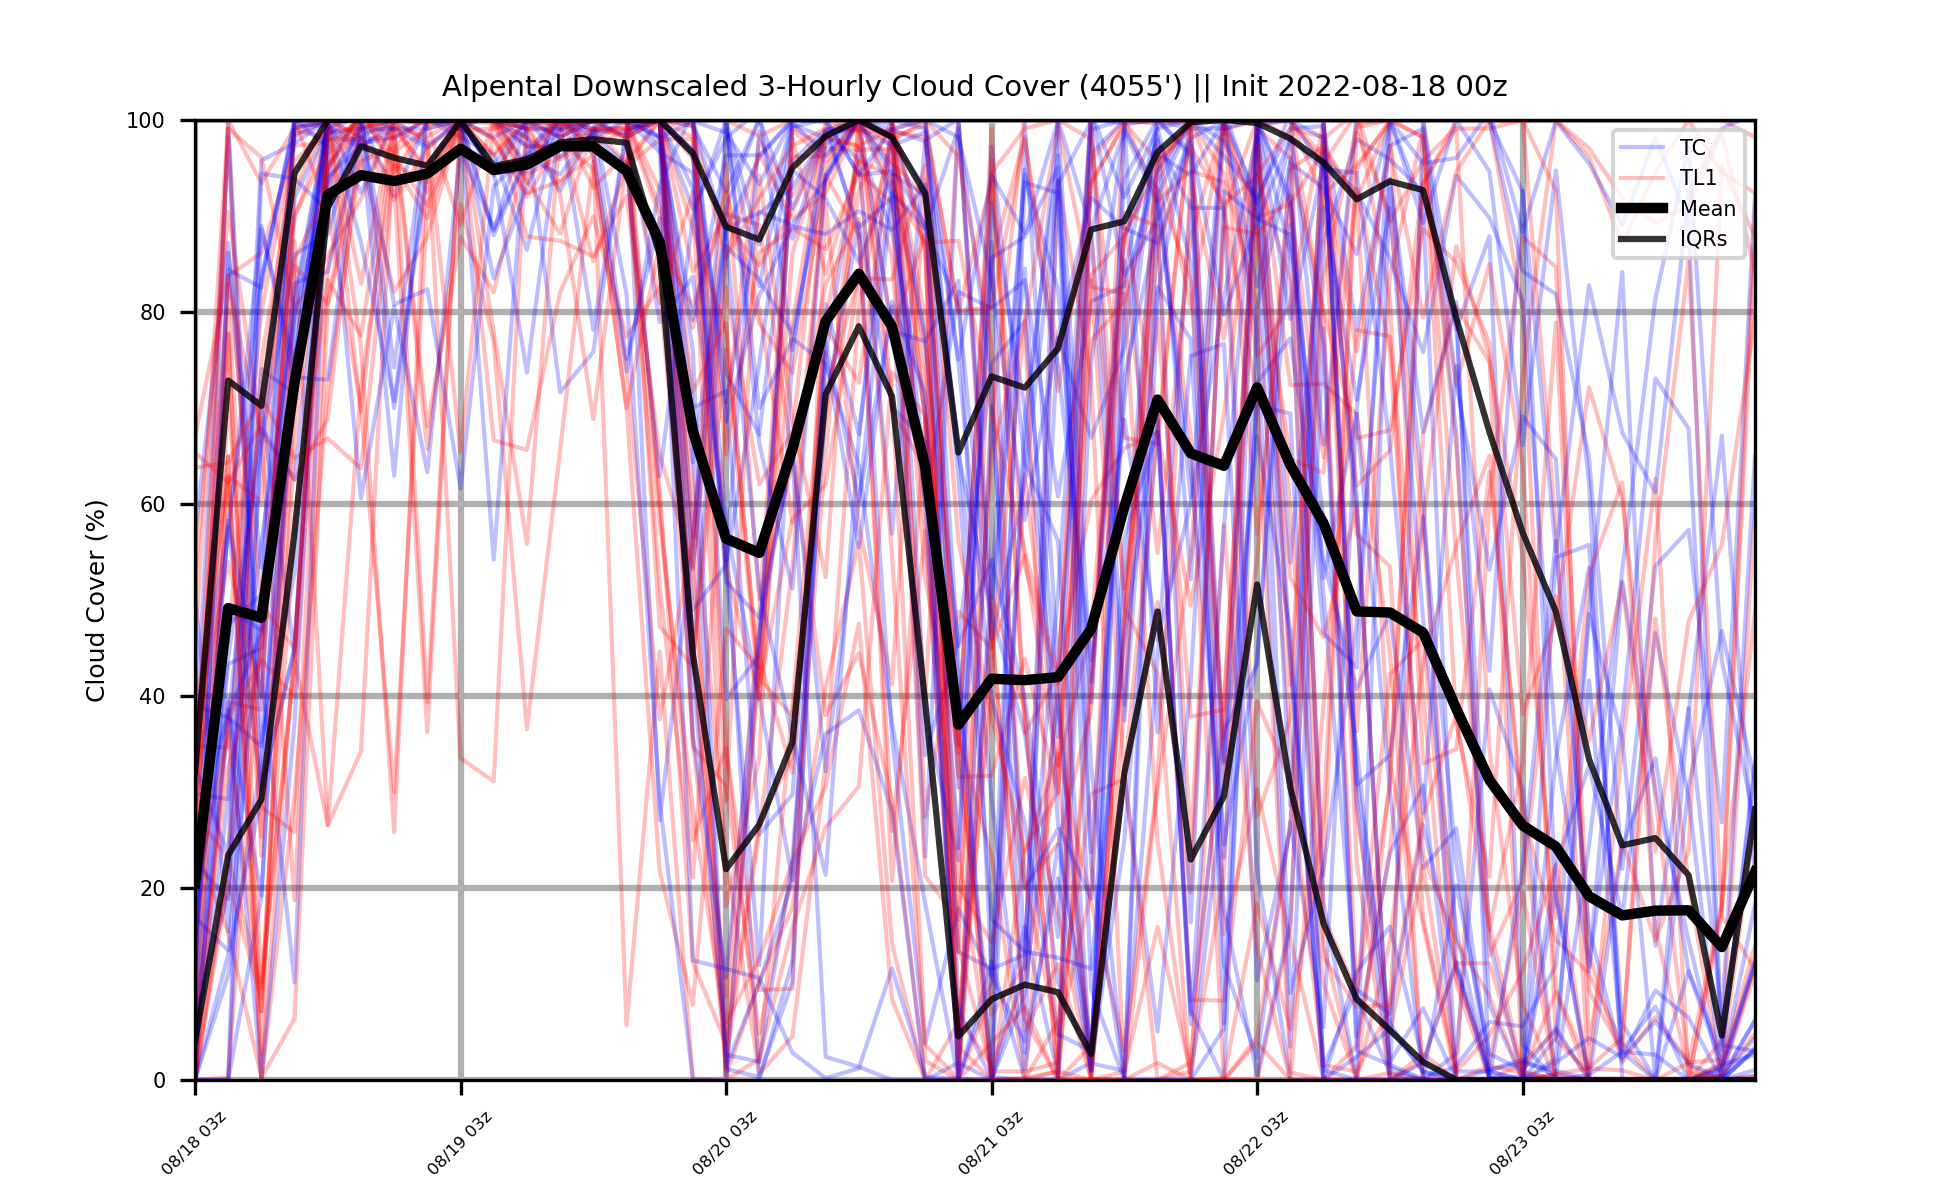 Alpental Downscaled 3-Hourly Cloud Cover (4055') || Init 2022-08-18 00z
Cloud Cover (%)
100
80
60
40
20
0
TC
TL1
Mean
IQRs
08/18 03z
08/19 03z
08/20 03z
08/21 03z
08/22 03z
08/23 03z